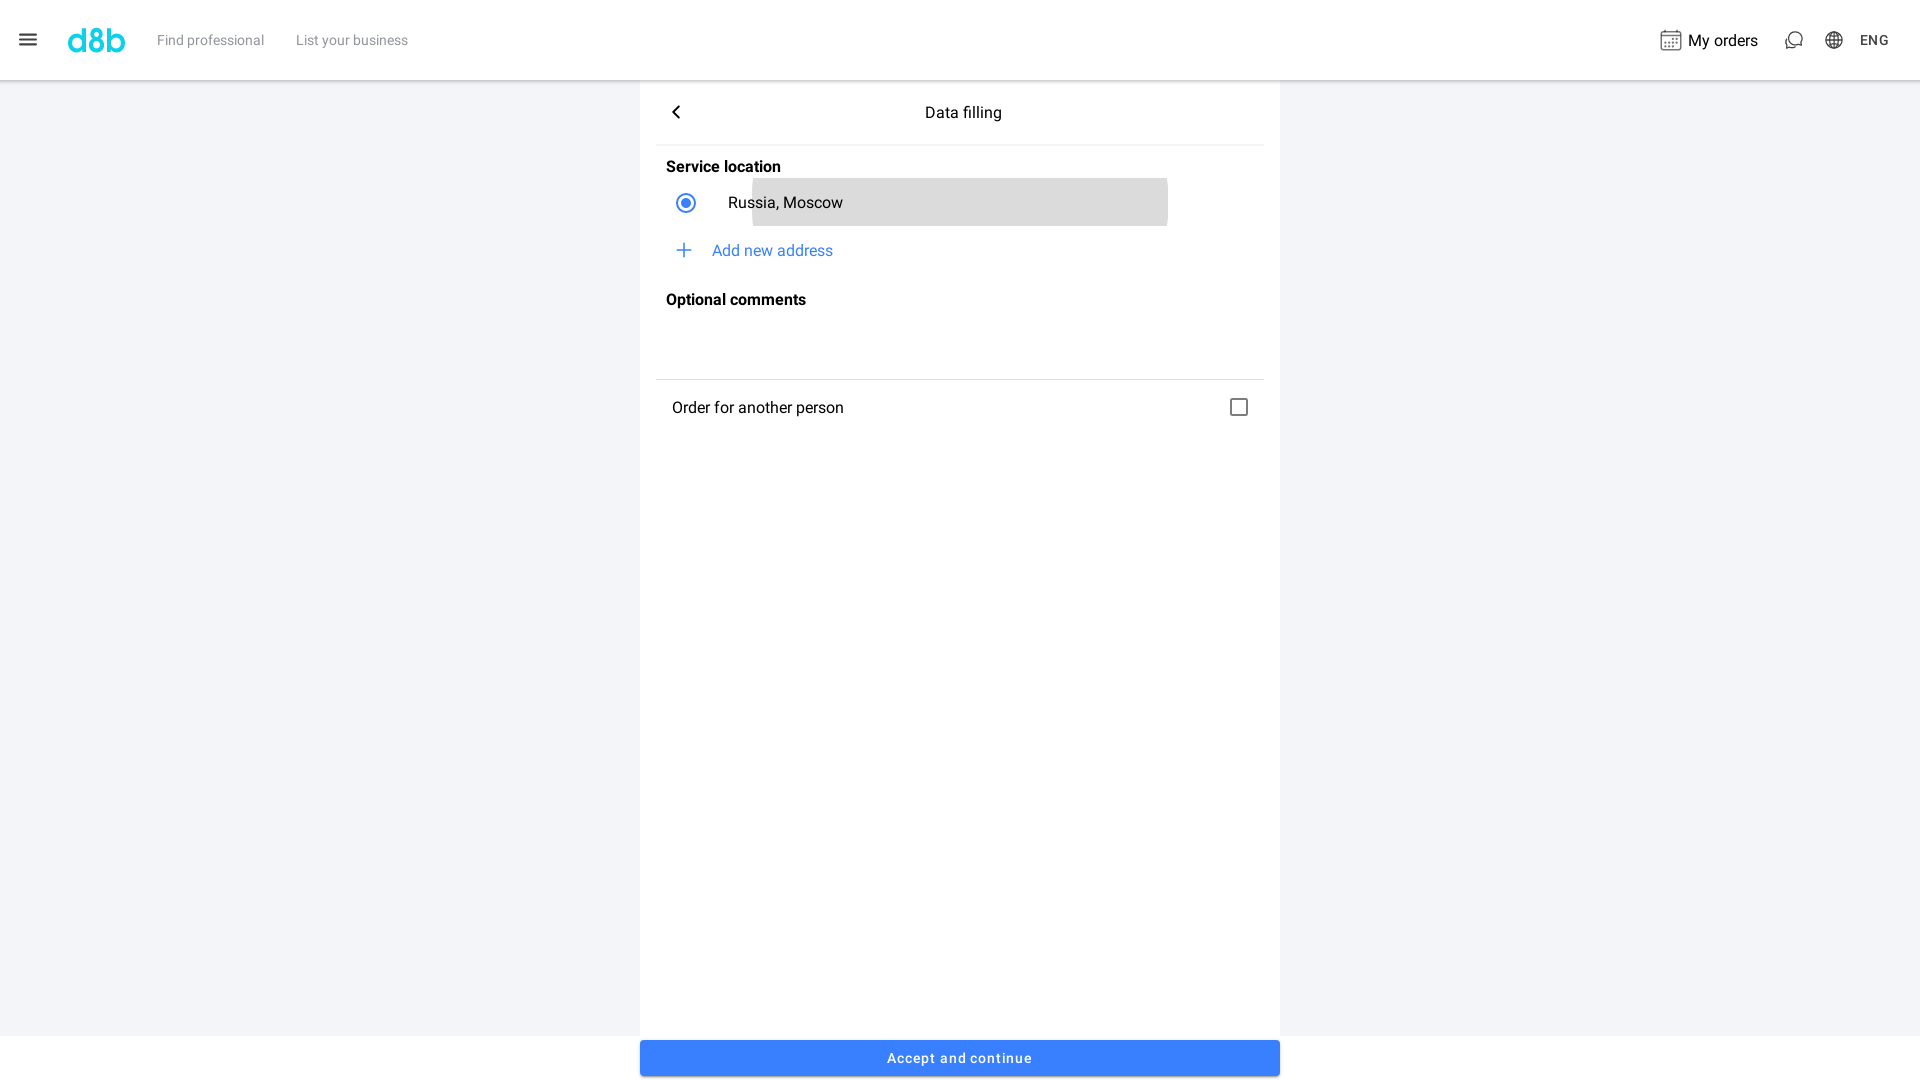 d8b
Find professional
List your business
My orders
ENG
Data filling
Service location
Russia, Moscow
Add new address
Optional comments
Order for another person
Accept and continue